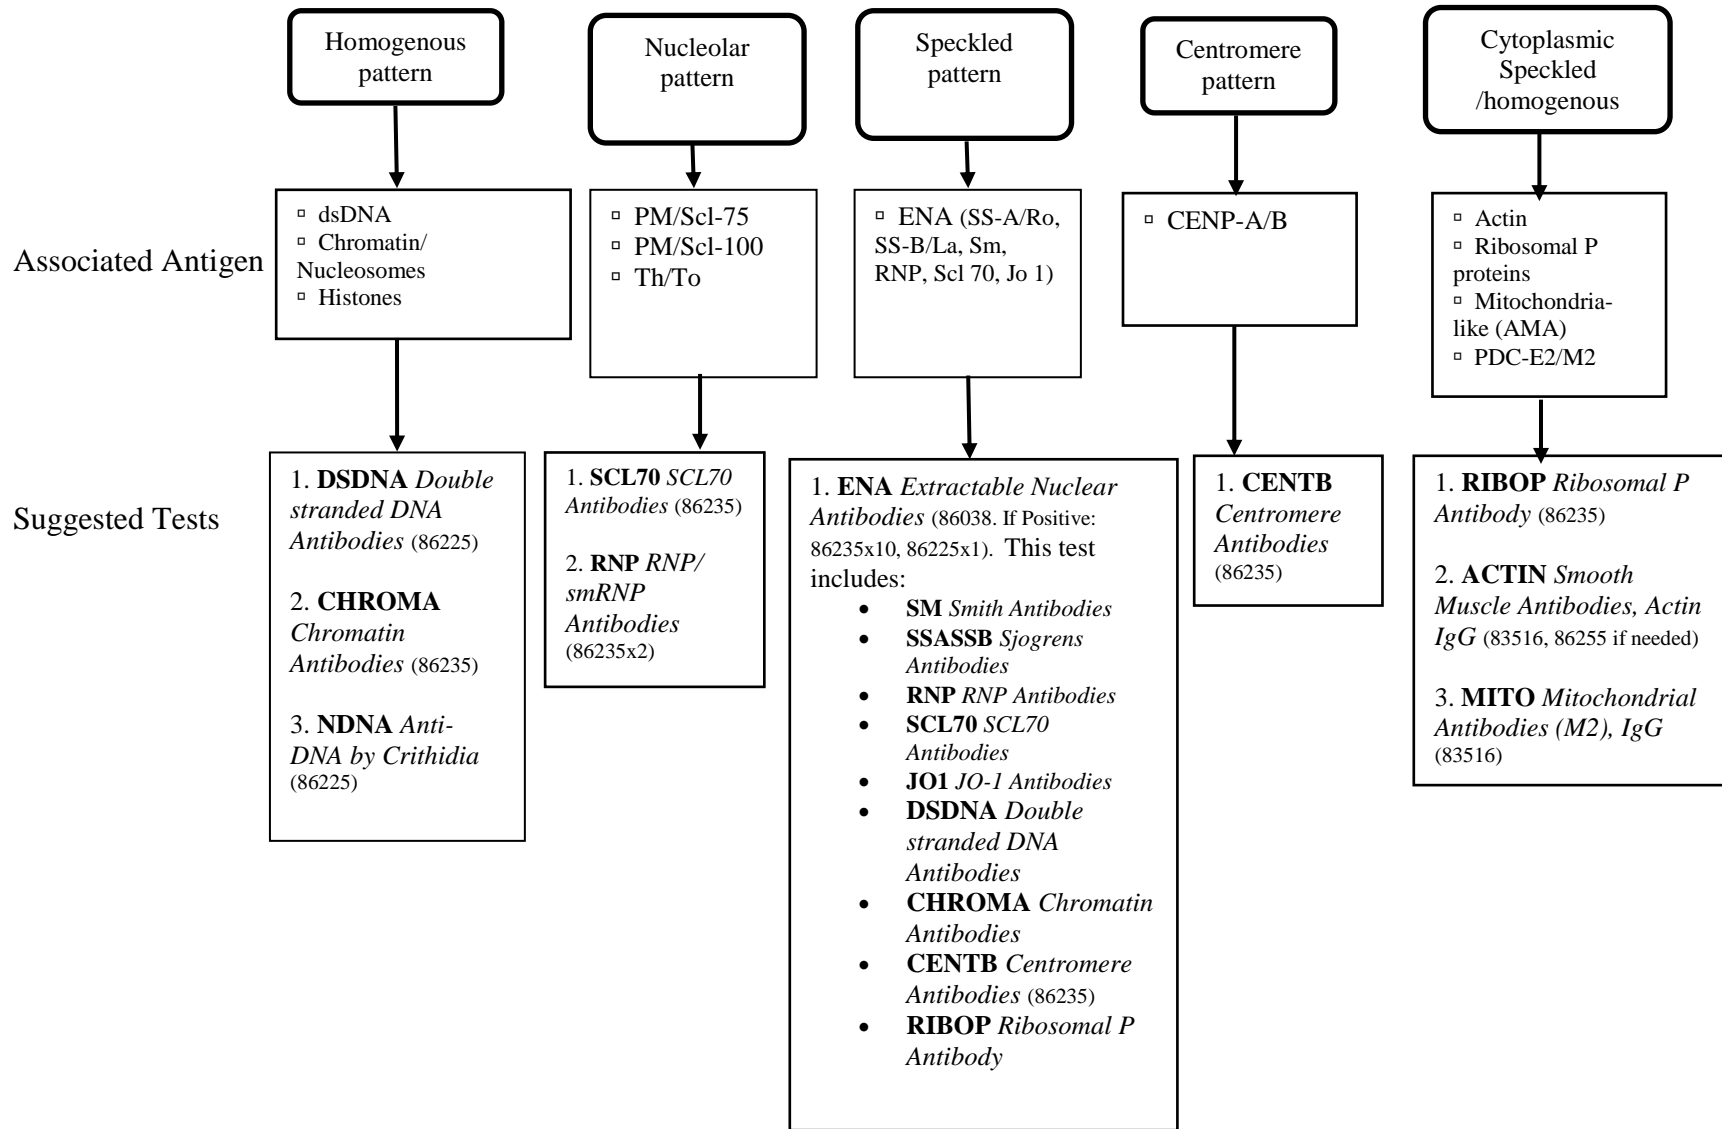 Homogenous
pattern
Nucleolar
pattern
Speckled
pattern
Centromere
pattern
Cytoplasmic
Speckled
/homogenous
Associated Antigen
▫ dsDNA
▫ Chromatin/
Nucleosomes
▫ Histones
▫ PM/Scl-75
▫ PM/Scl-100
▫ Th/To
▫ ENA (SS-A/Ro,
SS-B/La, Sm,
RNP, Scl 70, Jo 1)
▫ CENP-A/B
▫ Actin
▫ Ribosomal P
proteins
▫ Mitochondria-
like (AMA)
▫ PDC-E2/M2
Suggested Tests
1. DSDNA Double
stranded DNA
Antibodies (86225)
2. CHROMA
Chromatin
Antibodies (86235)
3. NDNA Anti-
DNA by Crithidia
(86225)
1. SCL70 SCL70
Antibodies (86235)
2. RNP RNP/
smRNP
Antibodies
(86235x2)
1. ENA Extractable Nuclear
Antibodies (86038. If Positive:
86235x10, 86225x1). This test
includes:
• SM Smith Antibodies
• SSASSB Sjogrens
Antibodies
• RNP RNP Antibodies
• SCL70 SCL70
Antibodies
• JO1 JO-1 Antibodies
• DSDNA Double
stranded DNA
Antibodies
• CHROMA Chromatin
Antibodies
• CENTB Centromere
Antibodies (86235)
• RIBOP Ribosomal P
Antibody
1. CENTB
Centromere
Antibodies
(86235)
1. RIBOP Ribosomal P
Antibody (86235)
2. ACTIN Smooth
Muscle Antibodies, Actin
IgG (83516, 86255 if needed)
3. MITO Mitochondrial
Antibodies (M2), IgG
(83516)